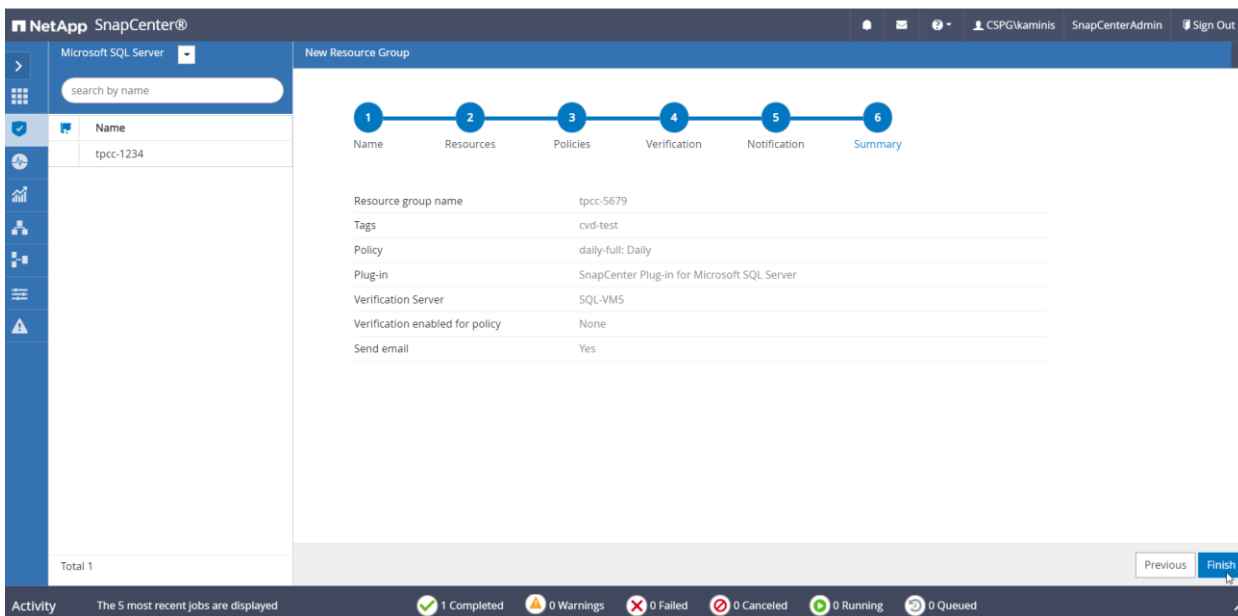 NetApp SnapCenter®
CSPG\kaminis SnapCenterAdmin Sign Out
Microsoft SQL Server
New Resource Group
search by name
Name
tpcc-1234
1 2 3 4 5 6
Name Resources Policies Verification Notification Summary
Resource group name tpcc-5679
Tags cvd-test
Policy daily-full: Daily
Plug-in SnapCenter Plug-in for Microsoft SQL Server
Verification Server SQL-VM5
Verification enabled for policy None
Send email Yes
Total 1
Previous Finish
Activity The 5 most recent jobs are displayed 1 Completed 0 Warnings 0 Failed 0 Canceled 0 Running 0 Queued